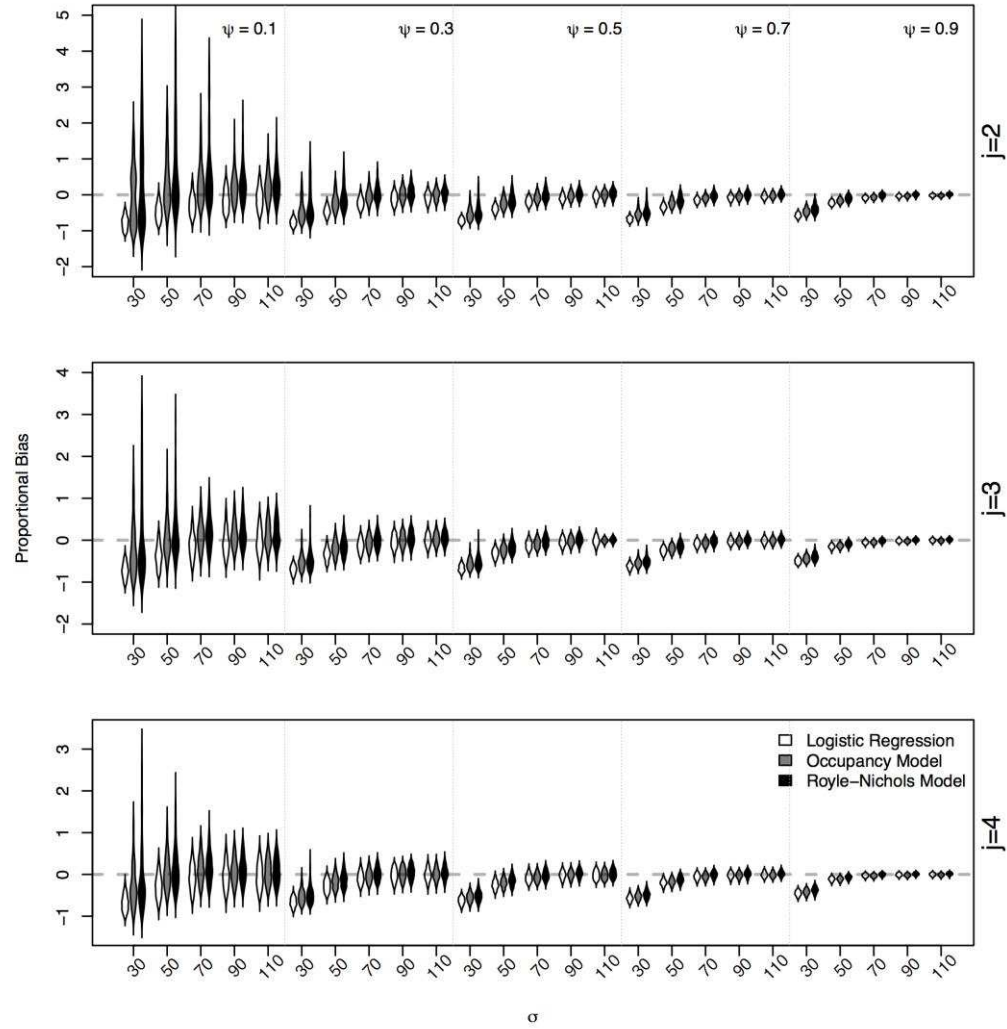 ψ = 0.1 ψ = 0.3 ψ = 0.5 ψ = 0.7 ψ = 0.9
5
4
3
2
1
0
−1
−2
j=2
30 50 70 90 110 30 50 70 90 110 30 50 70 90 110 30 50 70 90 110 30 50 70 90 110
Proportional Bias
4
3
2
1
0
−1
−2
j=3
30 50 70 90 110 30 50 70 90 110 30 50 70 90 110 30 50 70 90 110 30 50 70 90 110
3
2
1
0
−1
Logistic Regression
Occupancy Model
Royle−Nichols Model
j=4
30 50 70 90 110 30 50 70 90 110 30 50 70 90 110 30 50 70 90 110 30 50 70 90 110
σ